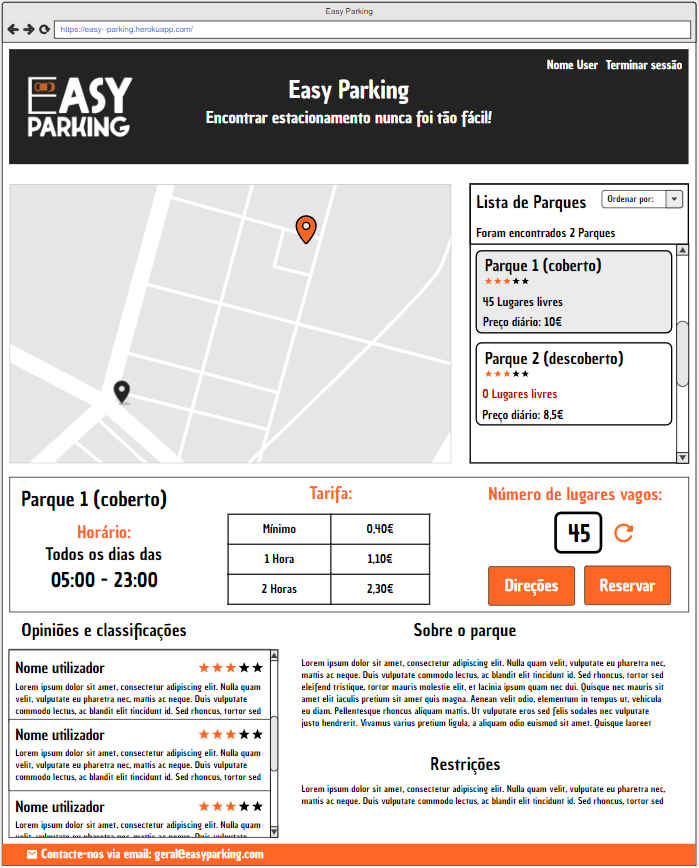 Easy Parking
https://easy--parking.herokuapp.com/
Nome User Terminar sessão
EASY
PARKING
Easy Parking
Encontrar estacionamento nunca foi tão fácil!
Lista de Parques
Ordenar por:
Foram encontrados 2 Parques
Parque 1 (coberto)
45 Lugares livres
Preço diário: 10€
Parque 2 (descoberto)
0 Lugares livres
Preço diário: 8,5€
Parque 1 (coberto)
Horário:
Todos os dias das
05:00 - 23:00
Tarifa:
Mínimo 0,40€
1 Hora 1,10€
2 Horas 2,30€
Número de lugares vagos:
45
Direções
Reservar
Opiniões e classificações
Nome utilizador
Lorem ipsum dolor sit amet, consectetur adipiscing elit. Nulla quam
velit, vulputate eu pharetra nec, mattis ac neque. Duis vulputate
commodo lectus, ac blandit elit tincidunt id. Sed rhoncus, tortor sed
Nome utilizador
Lorem ipsum dolor sit amet, consectetur adipiscing elit. Nulla quam
velit, vulputate eu pharetra nec, mattis ac neque. Duis vulputate
commodo lectus, ac blandit elit tincidunt id. Sed rhoncus, tortor sed
Nome utilizador
Lorem ipsum dolor sit amet, consectetur adipiscing elit. Nulla quam
velit, vulputate eu pharetra nec, mattis ac neque. Duis vulputate
Sobre o parque
Lorem ipsum dolor sit amet, consectetur adipiscing elit. Nulla quam velit, vulputate eu pharetra nec,
mattis ac neque. Duis vulputate commodo lectus, ac blandit elit tincidunt id. Sed rhoncus, tortor sed
eleifend tristique, tortor mauris molestie elit, et lacinia ipsum quam nec dui. Quisque nec mauris sit
amet elit iaculis pretium sit amet quis magna. Aenean velit odio, elementum in tempus ut, vehicula
eu diam. Pellentesque rhoncus aliquam mattis. Ut vulputate eros sed felis sodales nec vulputate
justo hendrerit. Vivamus varius pretium ligula, a aliquam odio euismod sit amet. Quisque laoreet
Restrições
Lorem ipsum dolor sit amet, consectetur adipiscing elit. Nulla quam velit, vulputate eu pharetra nec,
mattis ac neque. Duis vulputate commodo lectus, ac blandit elit tincidunt id. Sed rhoncus, tortor sed
Contacte-nos via email: geral@easyparking.com